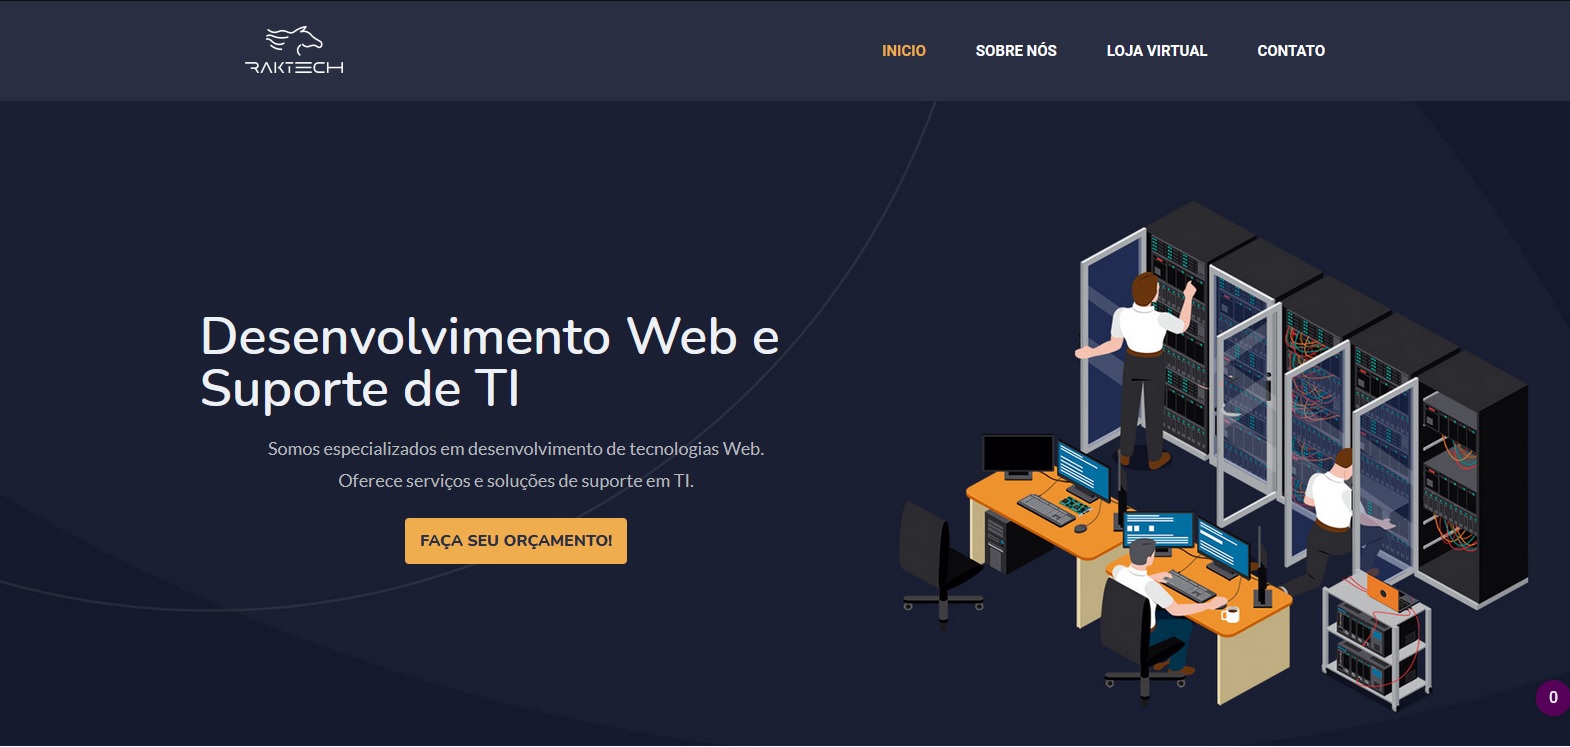 RAKTECH
INICIO
SOBRE NÓS
LOJA VIRTUAL
CONTATO
Desenvolvimento Web e
Suporte de TI
Somos especializados em desenvolvimento de tecnologias Web.
Oferece serviços e soluções de suporte em TI.
FAÇA SEU ORÇAMENTO!
0